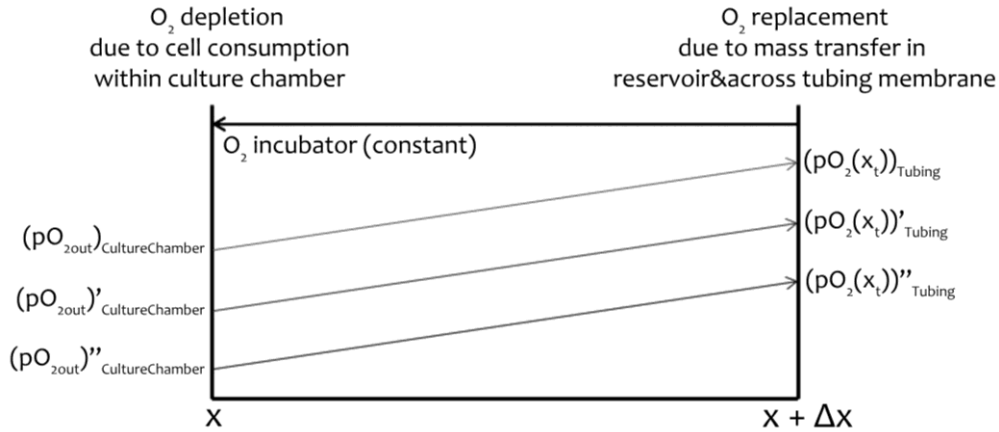 O₂ depletion
due to cell consumption
within culture chamber
O₂ replacement
due to mass transfer in
reservoir&across tubing membrane
O₂ incubator (constant)
(pO₂(xₜ))Tubing
(pO₂out)CultureChamber
(pO₂(xₜ))’Tubing
(pO₂out)’CultureChamber
(pO₂(xₜ))”Tubing
(pO₂out)”CultureChamber
x
x + Δx